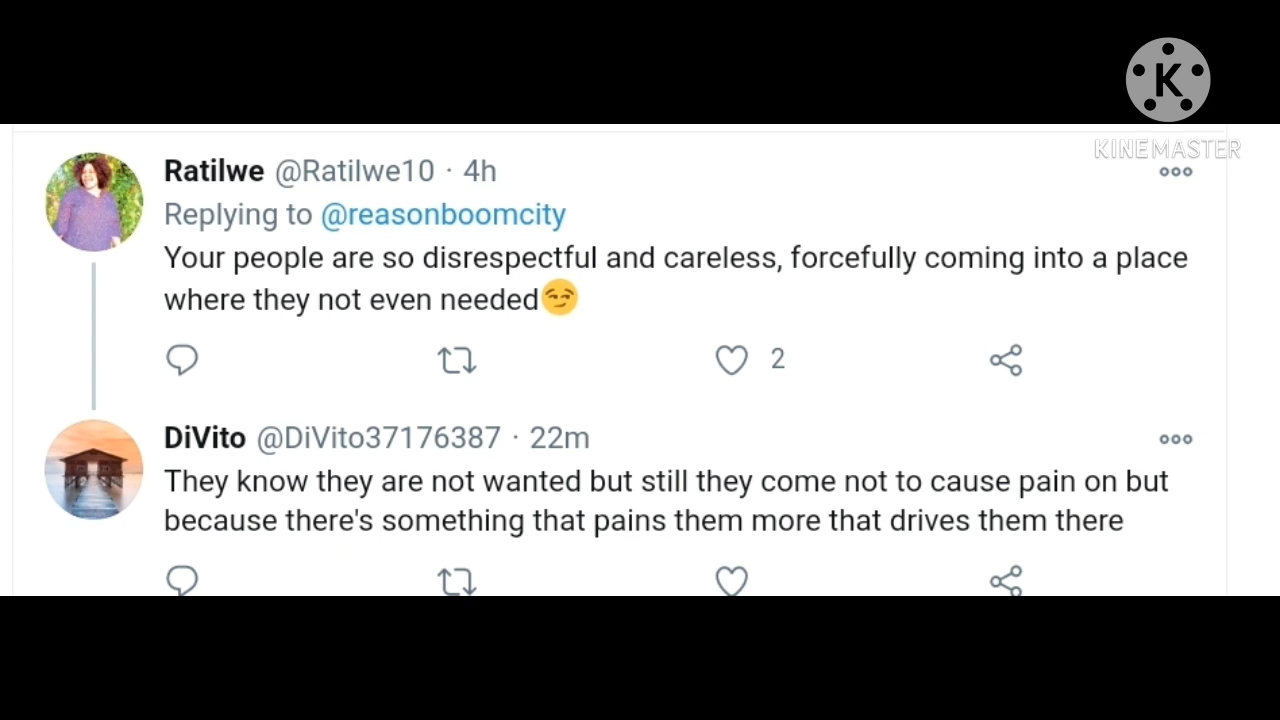 K
KINEMASTER
Ratilwe @Ratilwe10 · 4h
Replying to @reasonboomcity
Your people are so disrespectful and careless, forcefully coming into a place
where they not even needed😏
2
DiVito @DiVito37176387 · 22m
They know they are not wanted but still they come not to cause pain on but
because there's something that pains them more that drives them there